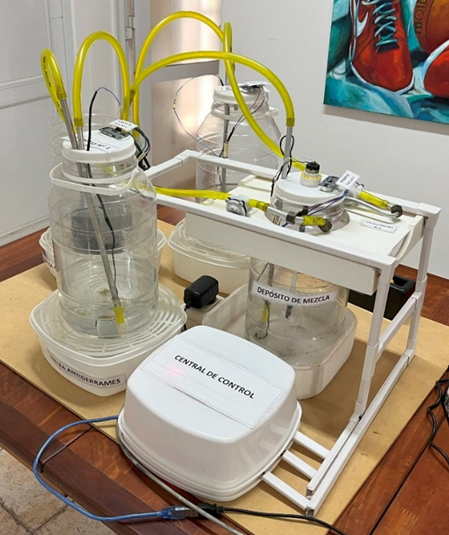 DEPÓSITO DE MEZCLA
CENTRAL DE CONTROL
ANTIDERRAMES